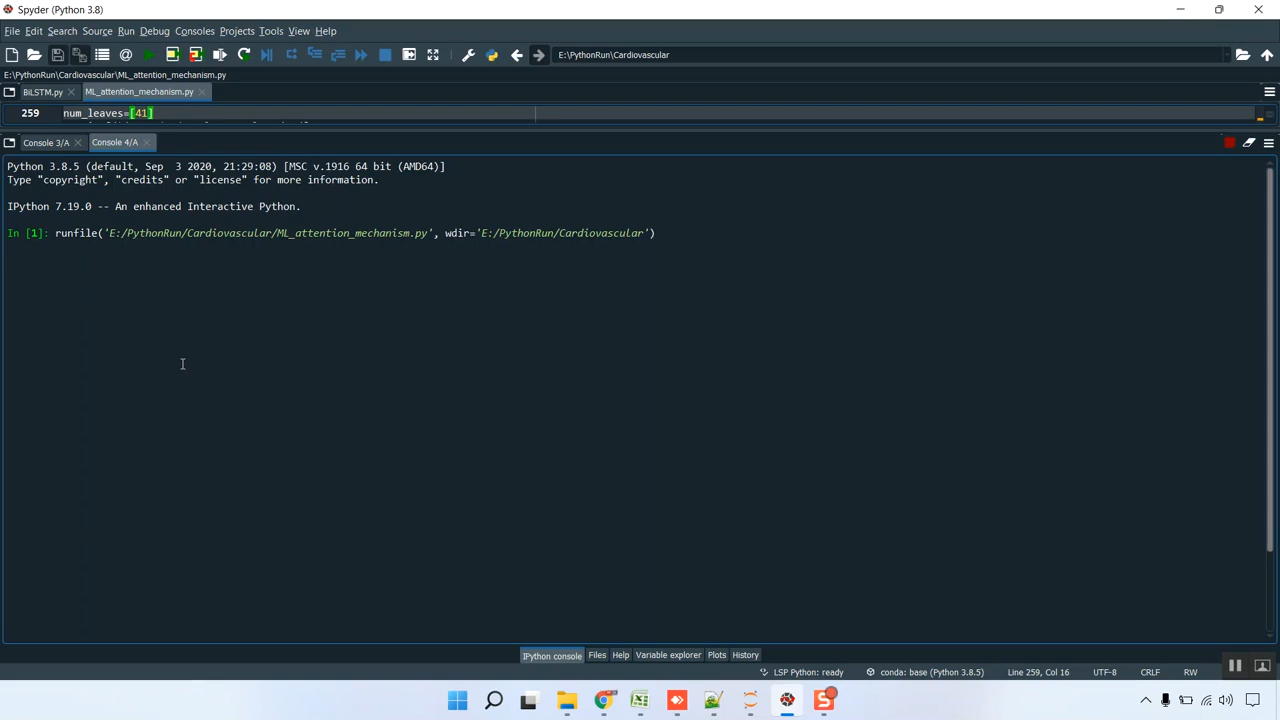 Spyder (Python 3.8)
File Edit Search Source Run Debug Consoles Projects Tools View Help
E:\PythonRun\Cardiovascular
E:\PythonRun\Cardiovascular\ML_attention_mechanism.py
BiLSTM.py ML_attention_mechanism.py
259 num_leaves=[41]
Console 3/A Console 4/A
Python 3.8.5 (default, Sep  3 2020, 21:29:08) [MSC v.1916 64 bit (AMD64)]
Type "copyright", "credits" or "license" for more information.
IPython 7.19.0 -- An enhanced Interactive Python.
In [1]: runfile('E:/PythonRun/Cardiovascular/ML_attention_mechanism.py', wdir='E:/PythonRun/Cardiovascular')
IPython console Files Help Variable explorer Plots History
LSP Python: ready conda: base (Python 3.8.5) Line 259, Col 16 UTF-8 CRLF RW